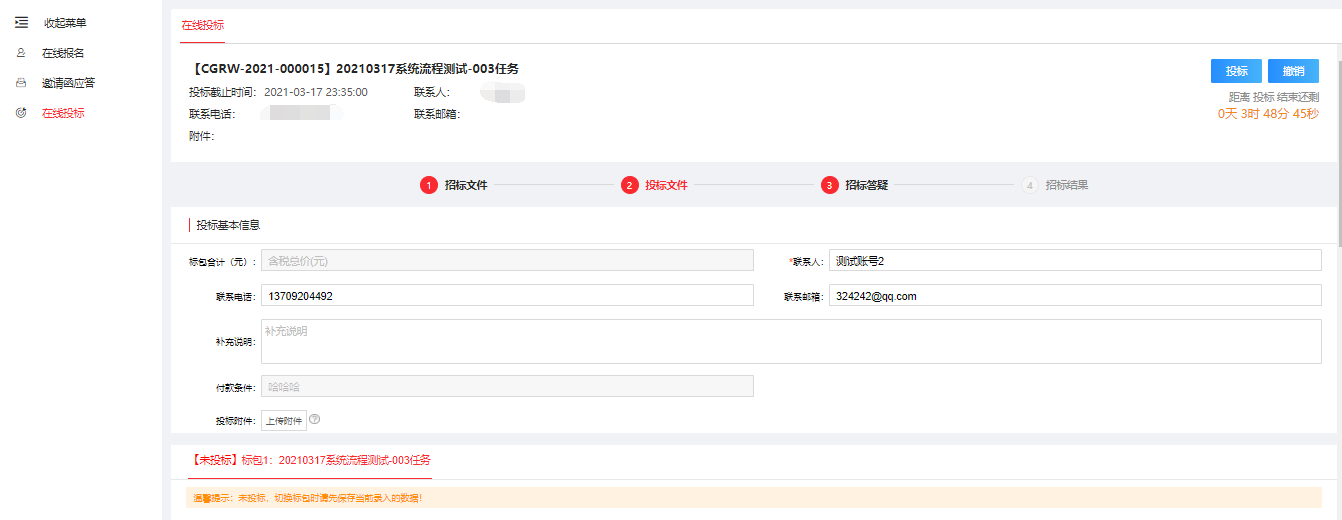 收起菜单
在线报名
邀请函应答
在线投标
在线投标
【CGRW-2021-000015】20210317系统流程测试-003任务
投标 撤销
投标截止时间： 2021-03-17 23:35:00 联系人：
距离 投标 结束还剩
联系电话： 联系邮箱：
0天 3时 48分 45秒
附件：
1 招标文件 2 投标文件 3 招标答疑 4 招标结果
投标基本信息
标包合计（元）： 含税总价(元) *联系人： 测试账号2
联系电话： 13709204492 联系邮箱： 324242@qq.com
补充说明： 补充说明
付款条件： 哈哈哈
投标附件： 上传附件 ?
【未投标】标包1：20210317系统流程测试-003任务
温馨提示：未投标，切换标包时请先保存当前录入的数据！